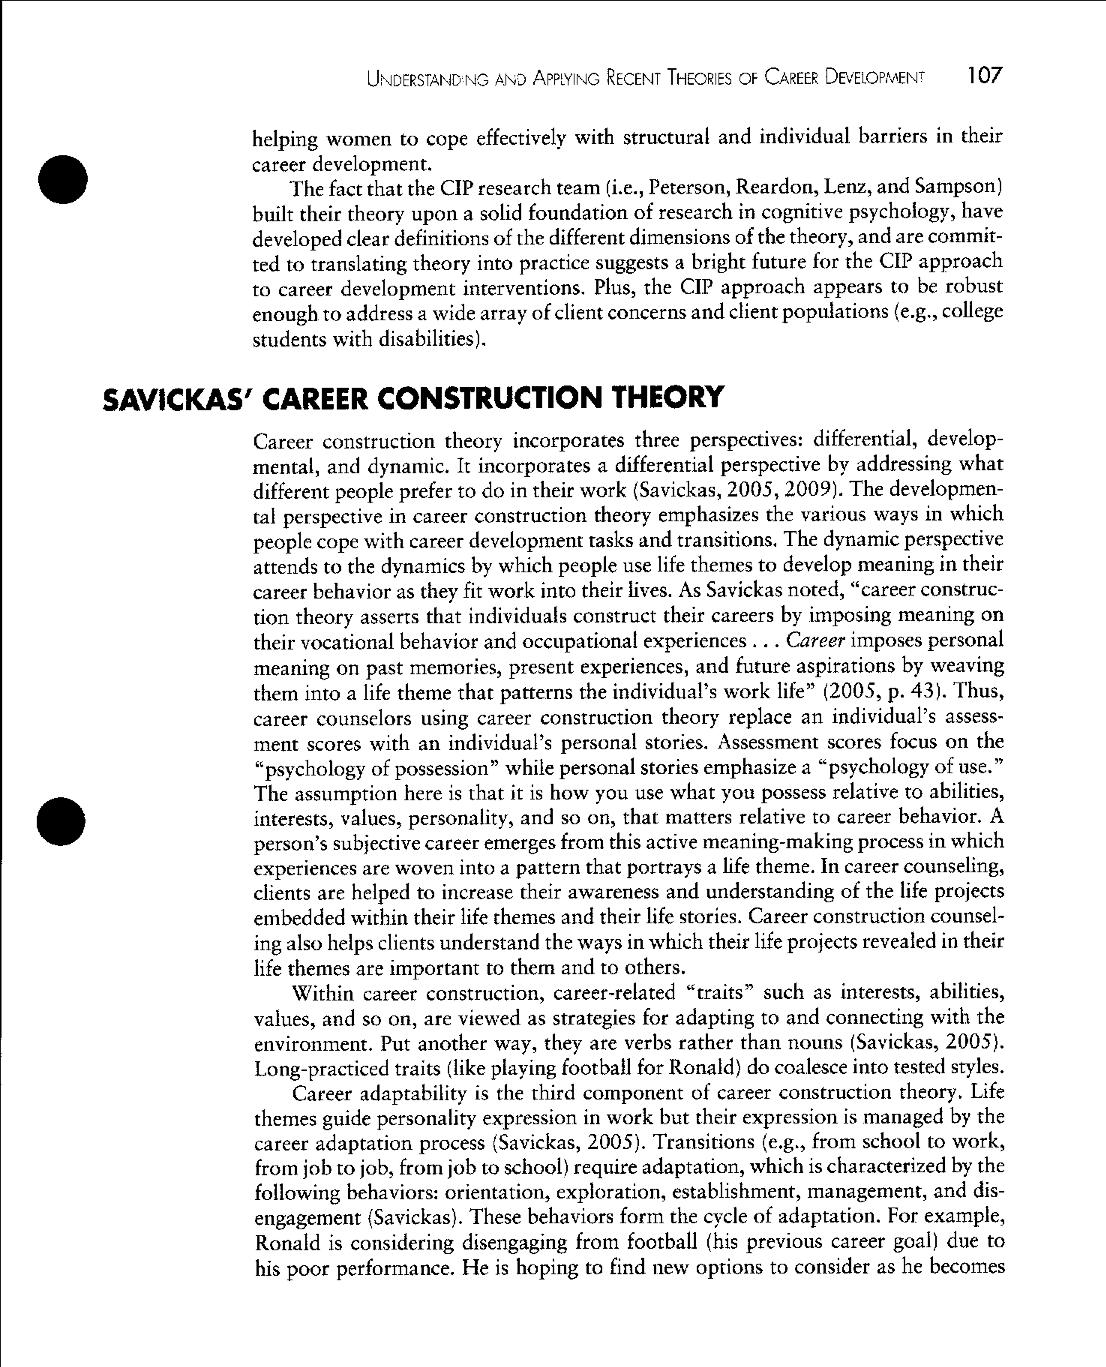 UNDERSTANDING AND APPLYING RECENT THEORIES OF CAREER DEVELOPMENT 107
helping women to cope effectively with structural and individual barriers in their
career development.
The fact that the CIP research team (i.e., Peterson, Reardon, Lenz, and Sampson)
built their theory upon a solid foundation of research in cognitive psychology, have
developed clear definitions of the different dimensions of the theory, and are commit-
ted to translating theory into practice suggests a bright future for the CIP approach
to career development interventions. Plus, the CIP approach appears to be robust
enough to address a wide array of client concerns and client populations (e.g., college
students with disabilities).
SAVICKAS' CAREER CONSTRUCTION THEORY
Career construction theory incorporates three perspectives: differential, develop-
mental, and dynamic. It incorporates a differential perspective by addressing what
different people prefer to do in their work (Savickas, 2005, 2009). The developmen-
tal perspective in career construction theory emphasizes the various ways in which
people cope with career development tasks and transitions. The dynamic perspective
attends to the dynamics by which people use life themes to develop meaning in their
career behavior as they fit work into their lives. As Savickas noted, “career construc-
tion theory asserts that individuals construct their careers by imposing meaning on
their vocational behavior and occupational experiences . . . Career imposes personal
meaning on past memories, present experiences, and future aspirations by weaving
them into a life theme that patterns the individual's work life” (2005, p. 43). Thus,
career counselors using career construction theory replace an individual's assess-
ment scores with an individual's personal stories. Assessment scores focus on the
“psychology of possession” while personal stories emphasize a “psychology of use.”
The assumption here is that it is how you use what you possess relative to abilities,
interests, values, personality, and so on, that matters relative to career behavior. A
person's subjective career emerges from this active meaning-making process in which
experiences are woven into a pattern that portrays a life theme. In career counseling,
clients are helped to increase their awareness and understanding of the life projects
embedded within their life themes and their life stories. Career construction counsel-
ing also helps clients understand the ways in which their life projects revealed in their
life themes are important to them and to others.
Within career construction, career-related “traits” such as interests, abilities,
values, and so on, are viewed as strategies for adapting to and connecting with the
environment. Put another way, they are verbs rather than nouns (Savickas, 2005).
Long-practiced traits (like playing football for Ronald) do coalesce into tested styles.
Career adaptability is the third component of career construction theory. Life
themes guide personality expression in work but their expression is managed by the
career adaptation process (Savickas, 2005). Transitions (e.g., from school to work,
from job to job, from job to school) require adaptation, which is characterized by the
following behaviors: orientation, exploration, establishment, management, and dis-
engagement (Savickas). These behaviors form the cycle of adaptation. For example,
Ronald is considering disengaging from football (his previous career goal) due to
his poor performance. He is hoping to find new options to consider as he becomes